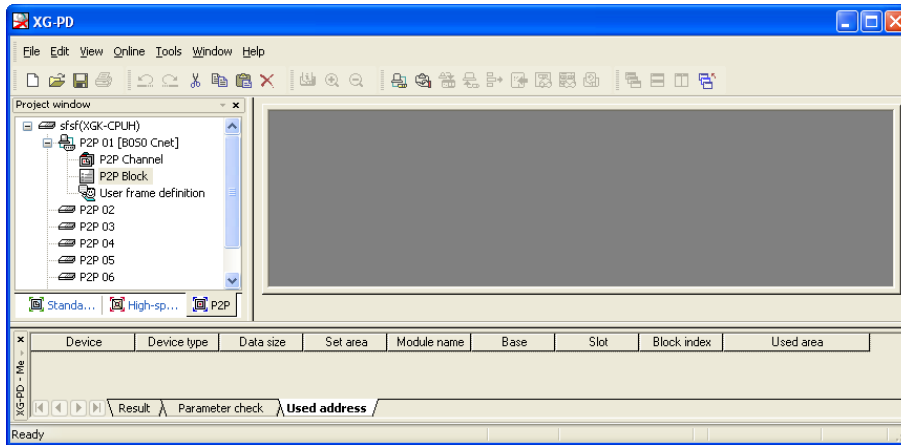 XG-PD
File Edit View Online Tools Window Help
Project window
sfsf(XGK-CPUH)
P2P 01 [B0S0 Cnet]
P2P Channel
P2P Block
User frame definition
P2P 02
P2P 03
P2P 04
P2P 05
P2P 06
Standa... High-sp... P2P
Device Device type Data size Set area Module name Base Slot Block index Used area
XG-PD - Me
Result Parameter check Used address
Ready